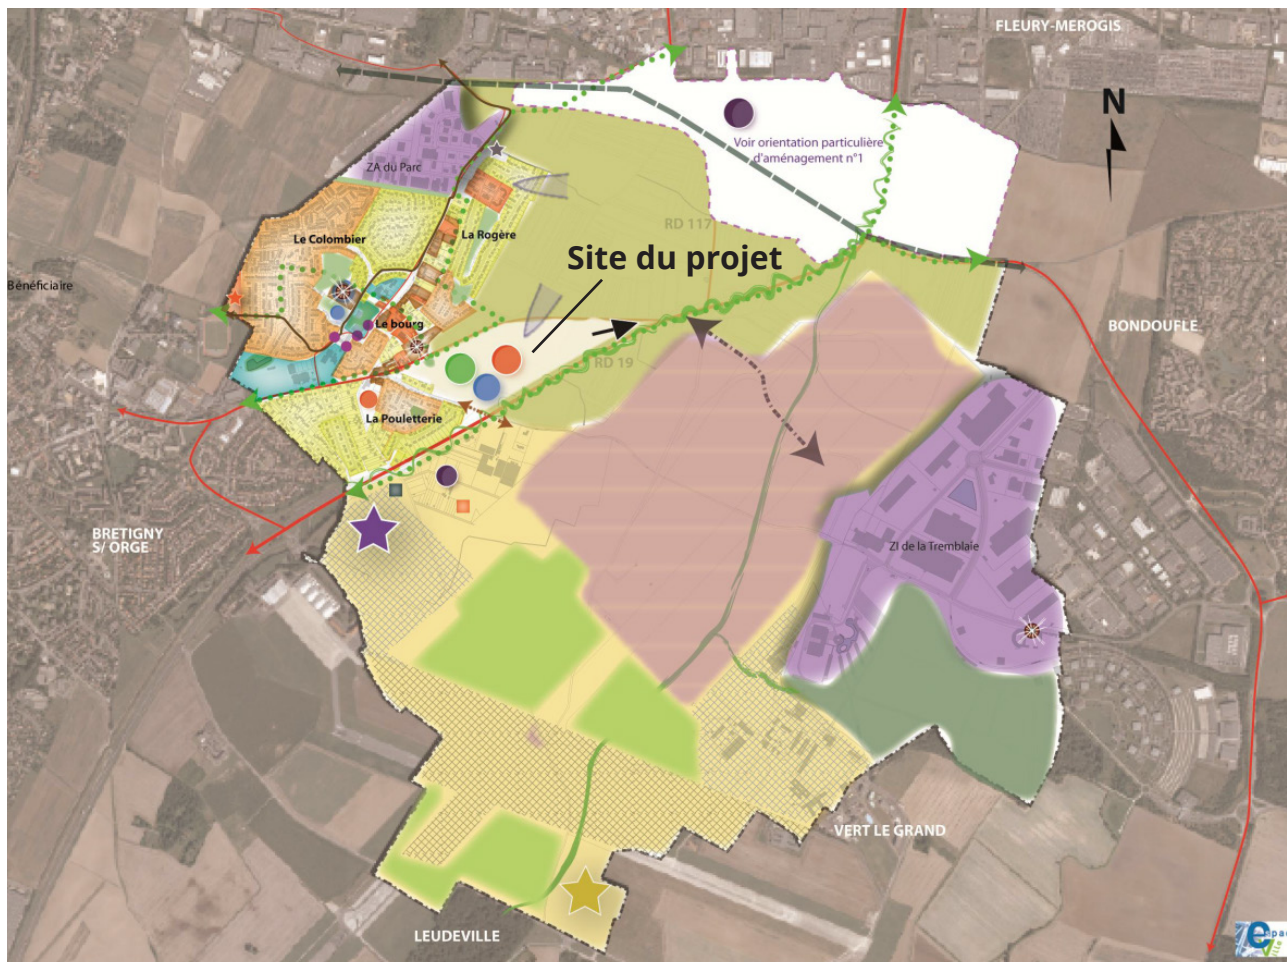 FLEURY-MEROGIS
N
Voir orientation particulière
d'aménagement n°1
ZA du Parc
RD 117
Le Colombier
La Rogère
Site du projet
Bénéficiaire
Le bourg
BONDOUFLE
RD 19
La Pouletterie
BRETIGNY
S/ ORGE
ZI de la Tremblaie
VERT LE GRAND
LEUDEVILLE